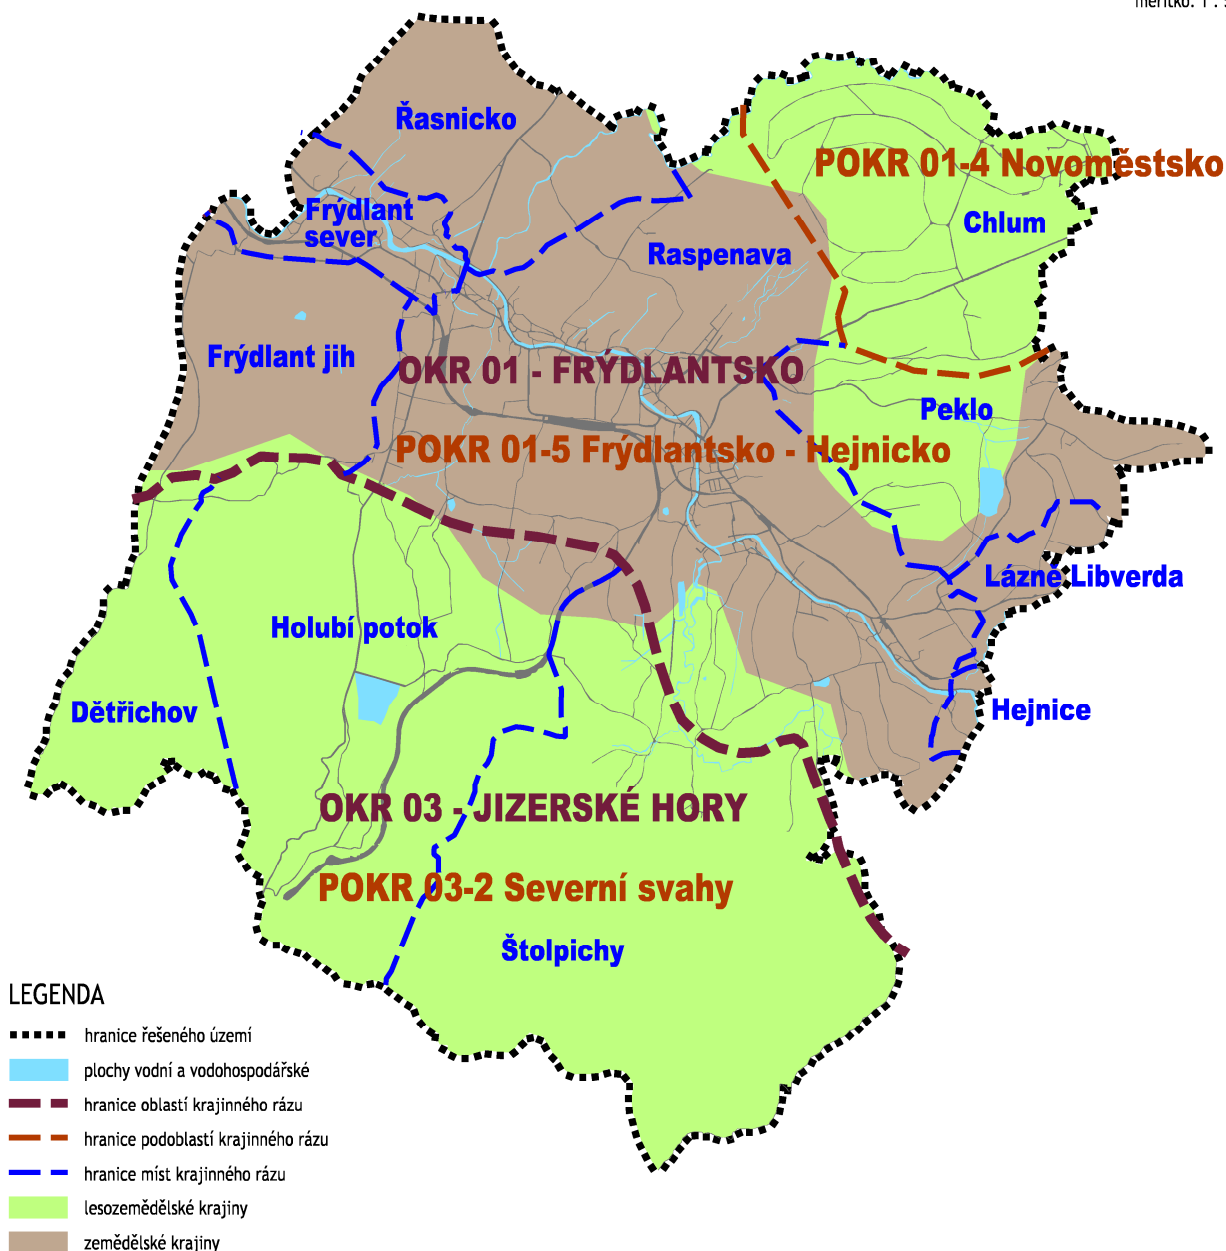 Řasnicko
POKR 01-4 Novoměstsko
Frýdlant
sever
Chlum
Raspenava
Frýdlant jih
OKR 01 - FRÝDLANTSKO
Peklo
POKR 01-5 Frýdlantsko - Hejnicko
Lázně Libverda
Holubí potok
Dětřichov
Hejnice
OKR 03 - JIZERSKÉ HORY
POKR 03-2 Severní svahy
Štolpichy
LEGENDA
hranice řešeného území
plochy vodní a vodohospodářské
hranice oblastí krajinného rázu
hranice podoblastí krajinného rázu
hranice míst krajinného rázu
lesozemědělské krajiny
zemědělské krajiny